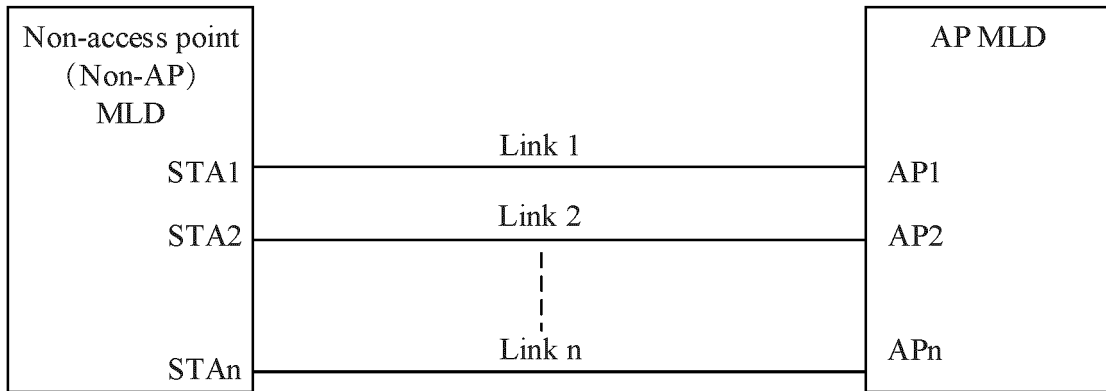 Non-access point
（Non-AP）
MLD
AP MLD
Link 1
STA1
AP1
Link 2
STA2
AP2
Link n
STAn
APn